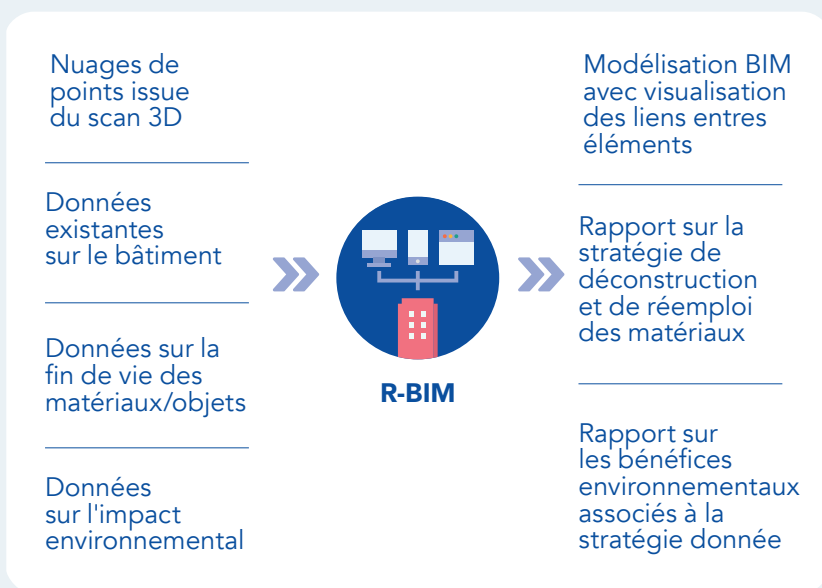 Nuages de
points issue
du scan 3D
Données
existantes
sur le bâtiment
Données sur la
fin de vie des
matériaux/objets
Données
sur l'impact
environnemental
R-BIM
Modélisation BIM
avec visualisation
des liens entres
éléments
Rapport sur la
stratégie de
déconstruction
et de réemploi
des matériaux
Rapport sur
les bénéfices
environnementaux
associés à la
stratégie donnée